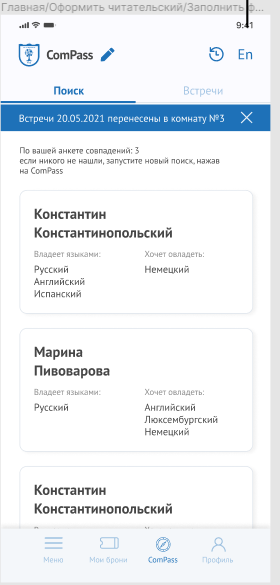 Главная/Оформить читательский/Заполнить ф...
9:41
ComPass
En
Поиск
Встречи
Встречи 20.05.2021 перенесены в комнату №3
По вашей анкете совпадений: 3
если никого не нашли, запустите новый поиск, нажав
на ComPass
Константин
Константинопольский
Владеет языками:
Хочет овладеть:
Русский
Английский
Испанский
Немецкий
Марина
Пивоварова
Владеет языками:
Хочет овладеть:
Русский
Английский
Люксембургский
Немецкий
Константин
Константинопольский
Меню
Мои брони
ComPass
Профиль